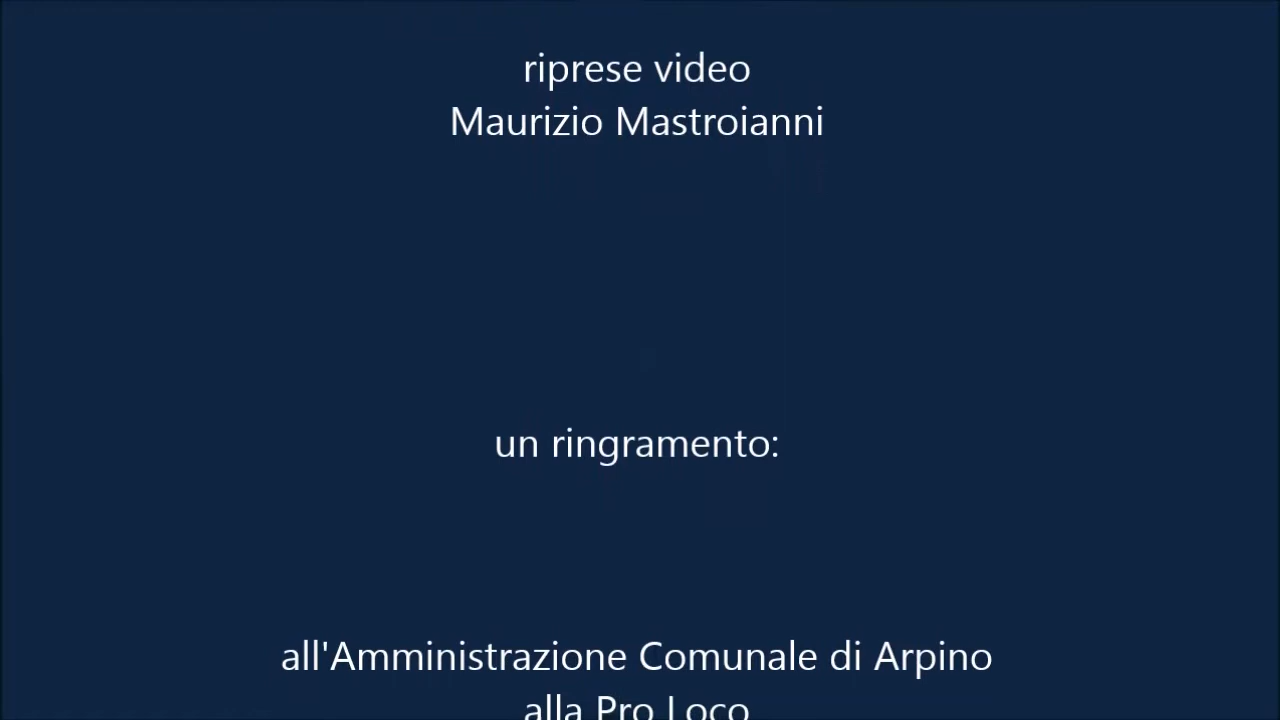 riprese video
Maurizio Mastroianni
un ringramento:
all'Amministrazione Comunale di Arpino
alla Pro Loco